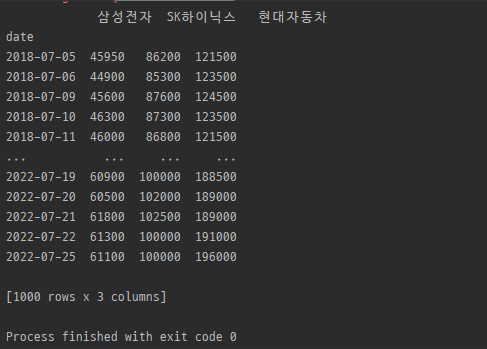 삼성전자 SK하이닉스 현대자동차
date
2018-07-05 45950 86200 121500
2018-07-06 44900 85300 123500
2018-07-09 45600 87600 124500
2018-07-10 46300 87300 123500
2018-07-11 46000 86800 121500
... ... ... ...
2022-07-19 60900 100000 188500
2022-07-20 60500 102000 189000
2022-07-21 61800 102500 189000
2022-07-22 61300 100000 191000
2022-07-25 61100 100000 196000
[1000 rows x 3 columns]
Process finished with exit code 0